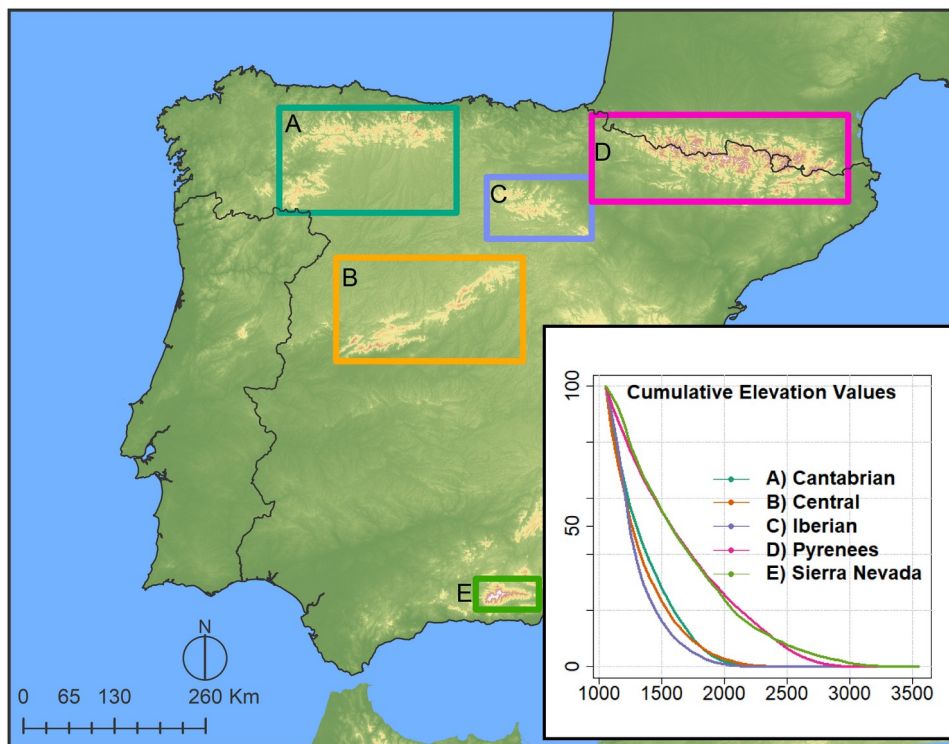 A
D
C
B
E
N
0 65 130 260 Km
Cumulative Elevation Values
100
50
0
A) Cantabrian
B) Central
C) Iberian
D) Pyrenees
E) Sierra Nevada
1000 1500 2000 2500 3000 3500